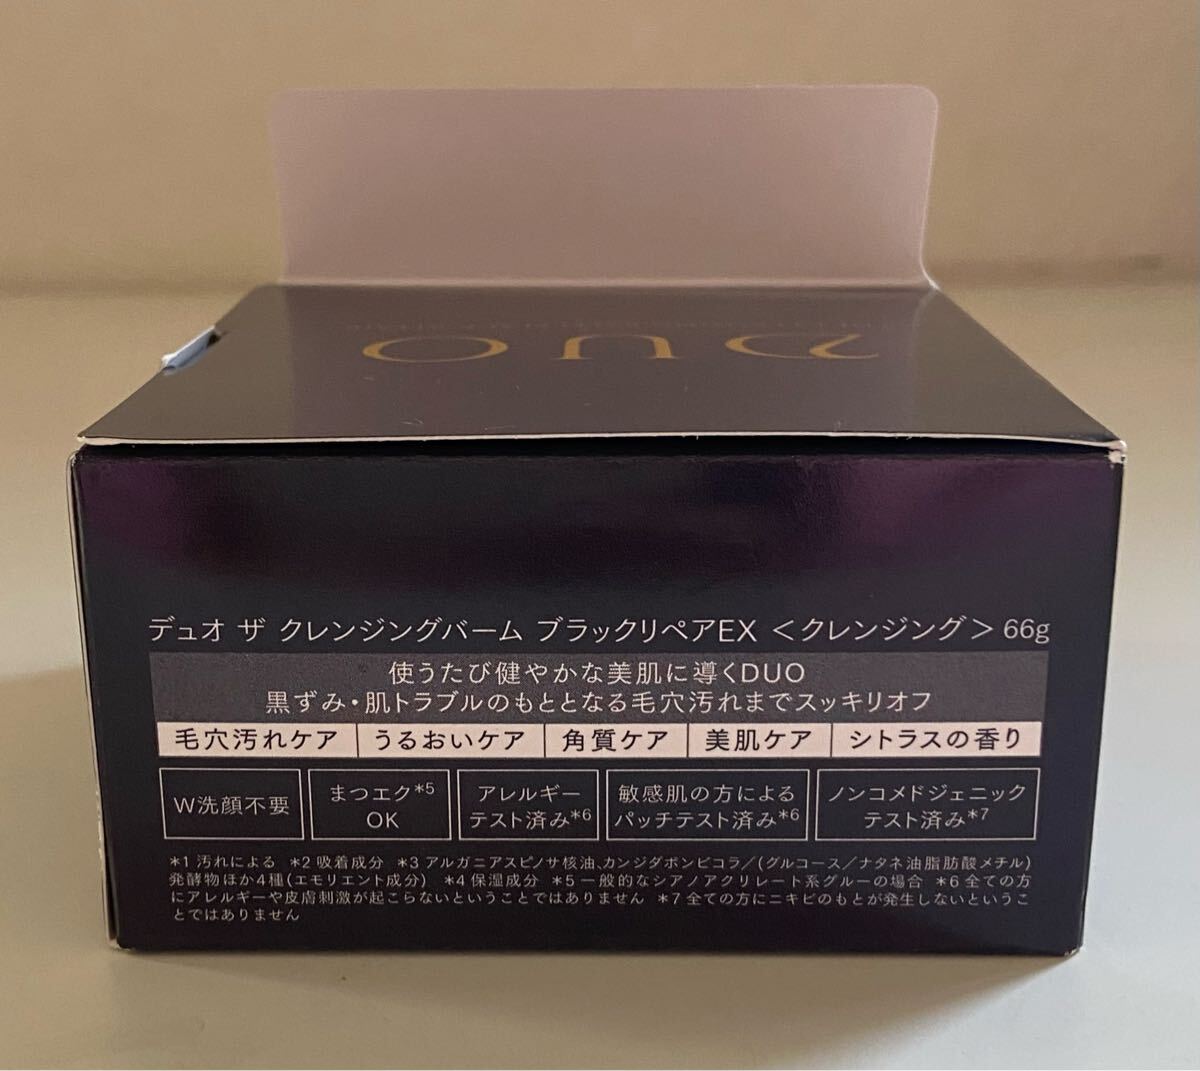 DUO
デュオ ザ クレンジングバーム ブラックリペアEX ＜クレンジング＞ 66g
使うたび健やかな美肌に導くDUO
黒ずみ・肌トラブルのもととなる毛穴汚れまでスッキリオフ
毛穴汚れケア うるおいケア 角質ケア 美肌ケア シトラスの香り
W洗顔不要
まつエク*5
OK
アレルギー
テスト済み*6
敏感肌の方による
パッチテスト済み*6
ノンコメドジェニック
テスト済み*7
*1 汚れによる *2 吸着成分 *3 アルガニアスピノサ核油、カンジダボンビコラ／(グルコース／ナタネ油脂肪酸メチル)
発酵物ほか4種(エモリエント成分) *4 保湿成分 *5 一般的なシアノアクリレート系グルーの場合 *6 全ての方
にアレルギーや皮膚刺激が起こらないということではありません *7 全ての方にニキビのもとが発生しないというこ
とではありません